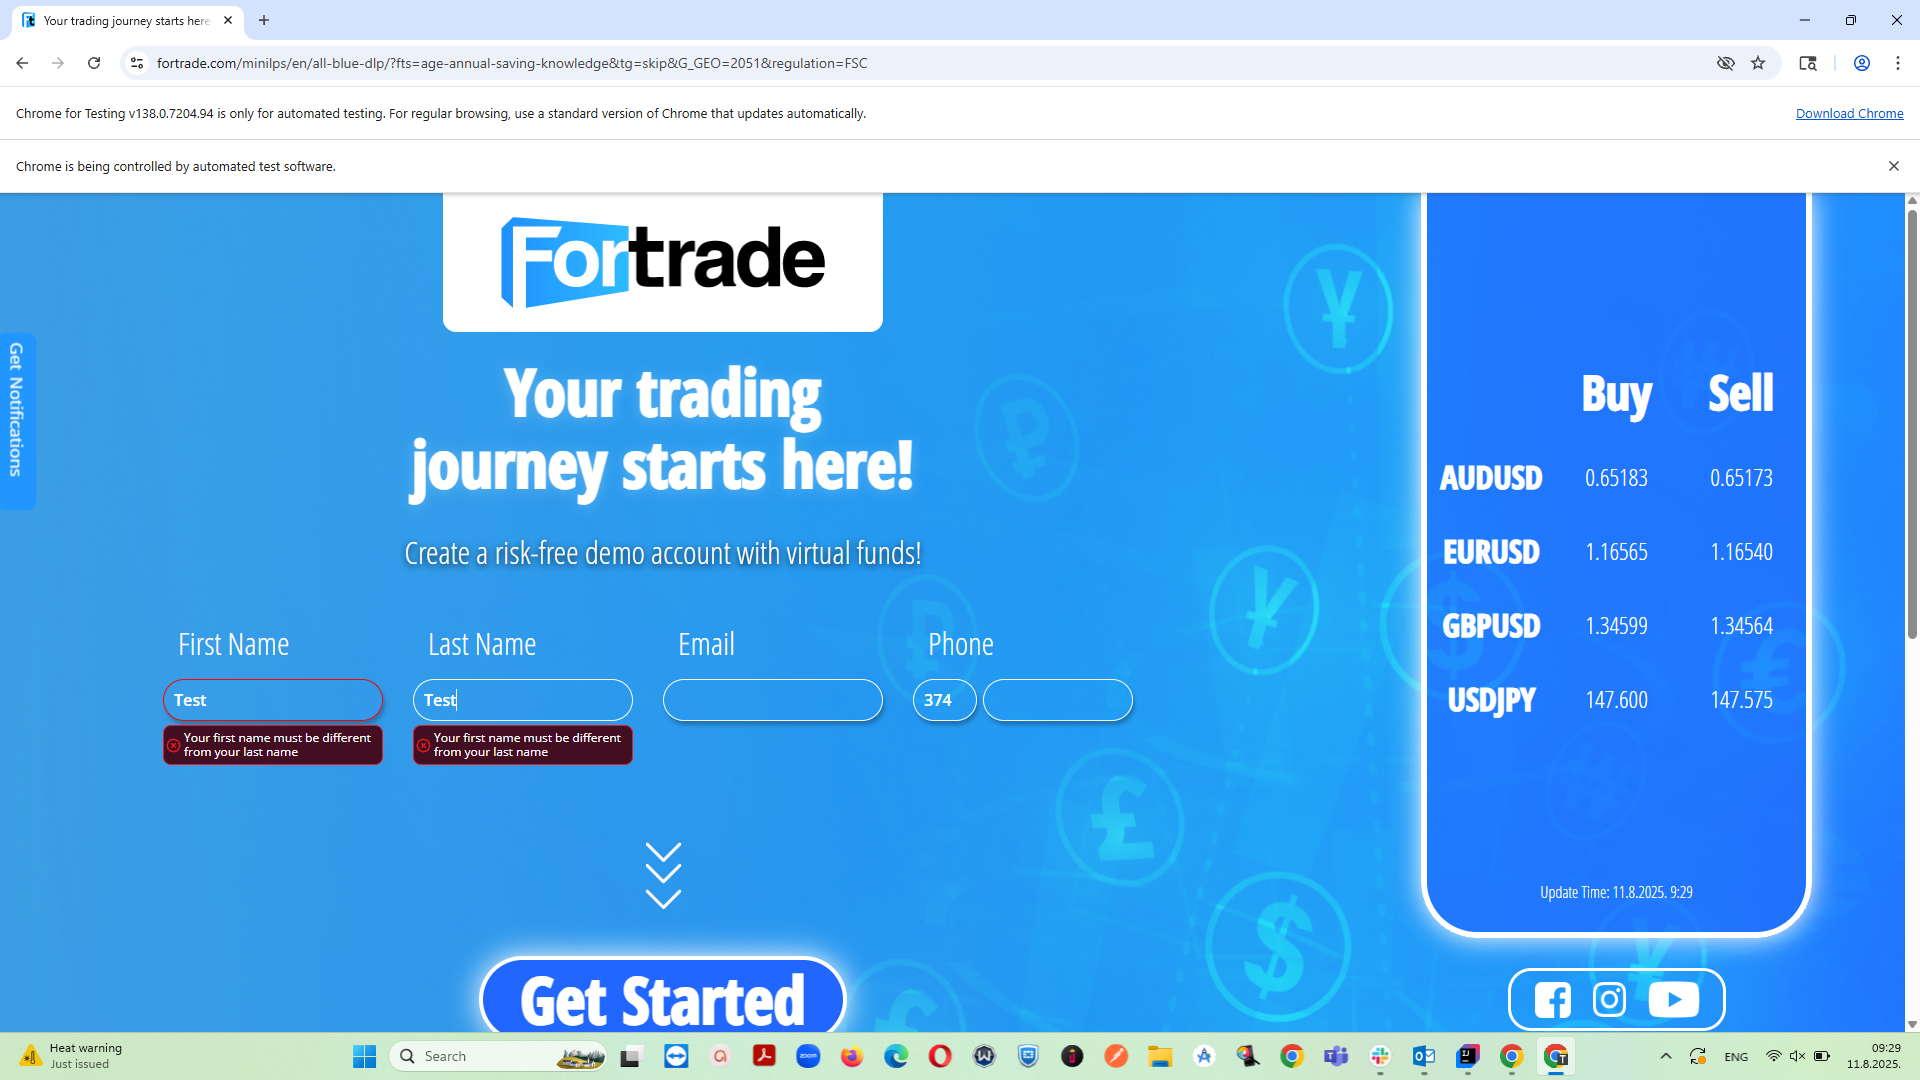 Your trading journey starts here
fortrade.com/minilps/en/all-blue-dlp/?fts=age-annual-saving-knowledge&tg=skip&G_GEO=2051&regulation=FSC
Chrome for Testing v138.0.7204.94 is only for automated testing. For regular browsing, use a standard version of Chrome that updates automatically.
Download Chrome
Chrome is being controlled by automated test software.
Fortrade
Get Notifications
Your trading
journey starts here!
Create a risk-free demo account with virtual funds!
First Name
Last Name
Email
Phone
Test
Test
374
Your first name must be different
from your last name
Your first name must be different
from your last name
Get Started
Buy
Sell
AUDUSD
0.65183
0.65173
EURUSD
1.16565
1.16540
GBPUSD
1.34599
1.34564
USDJPY
147.600
147.575
Update Time: 11.8.2025. 9:29
Heat warning
Just issued
Search
zoom
ENG
09:29
11.8.2025.